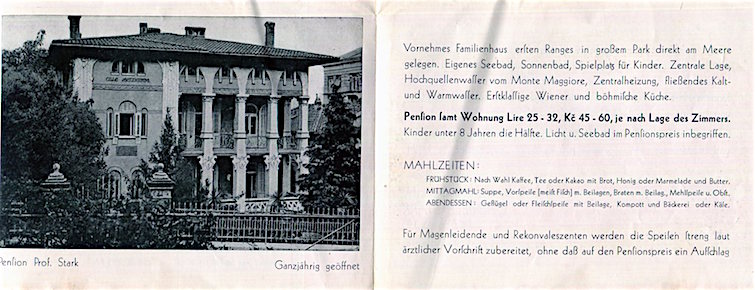 Pension Prof. Stark
Ganzjährig geöffnet
Vornehmes Familienhaus ersten Ranges in großem Park direkt am Meere
gelegen. Eigenes Seebad, Sonnenbad, Spielplatz für Kinder. Zentrale Lage,
Hochquellenwasser vom Monte Maggiore, Zentralheizung, fließendes Kalt-
und Warmwasser. Erstklassige Wiener und böhmische Küche.
Pension samt Wohnung Lire 25 - 32, Kč 45 - 60, je nach Lage des Zimmers.
Kinder unter 8 Jahren die Hälfte. Licht u. Seebad im Pensionspreis inbegriffen.
MAHLZEITEN:
FRÜHSTÜCK: Nach Wahl Kaffee, Tee oder Kakao mit Brot, Honig oder Marmelade und Butter.
MITTAGMAHL: Suppe, Vorspeise [meist Fisch] m. Beilagen, Braten m. Beilag., Mehlspeise u. Obst.
ABENDESSEN: Geflügel oder Fleischspeise mit Beilage, Kompott und Bäckerei oder Käse.
Für Magenleidende und Rekonvaleszenten werden die Speisen streng laut
ärztlicher Vorschrift zubereitet, ohne daß auf den Pensionspreis ein Aufschlag